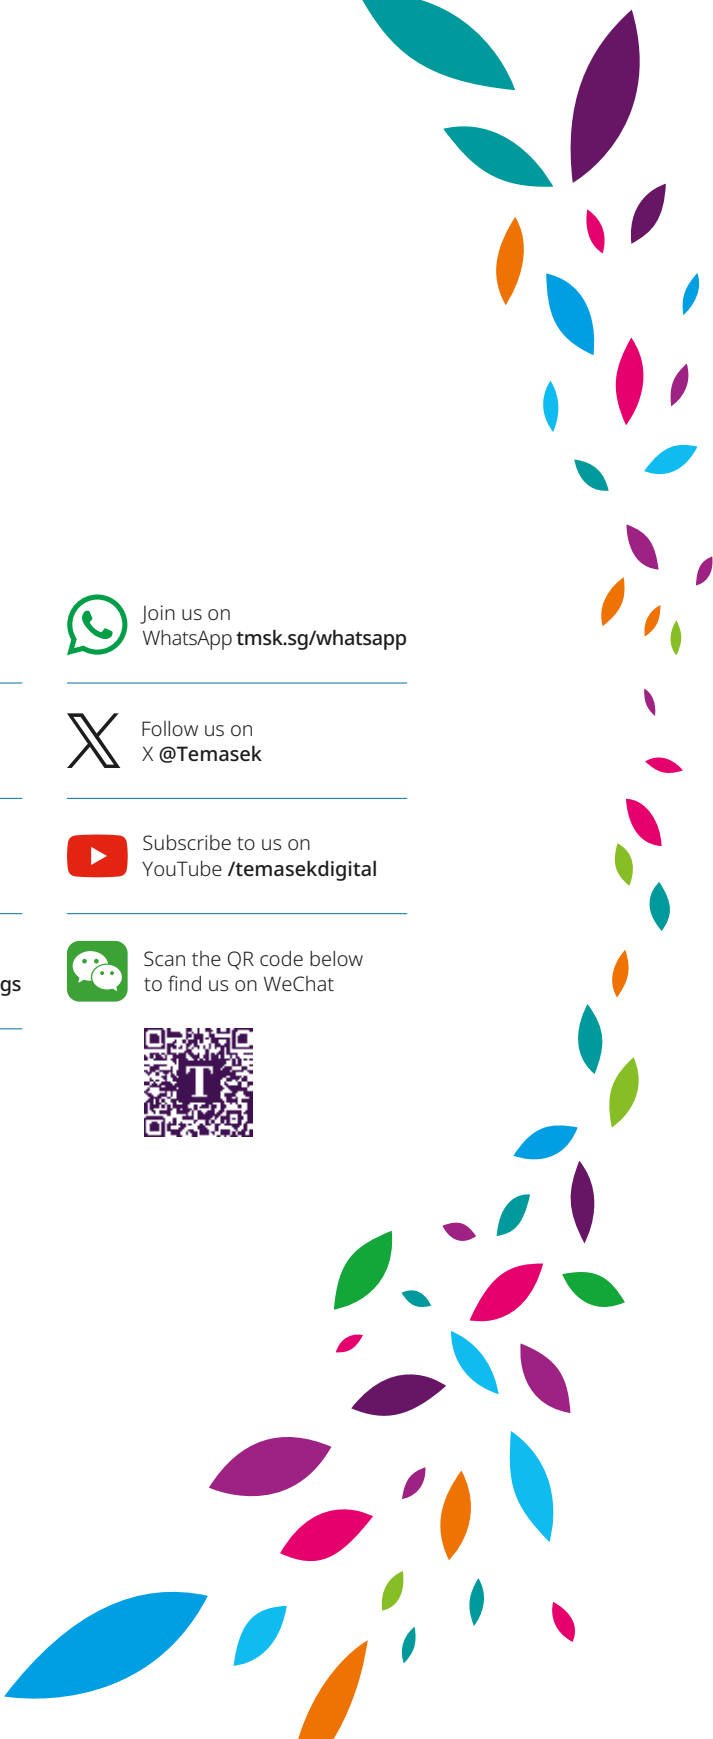 Join us on
WhatsApp tmsk.sg/whatsapp
Follow us on
X @Temasek
Subscribe to us on
YouTube /temasekdigital
gs
Scan the QR code below
to find us on WeChat
T